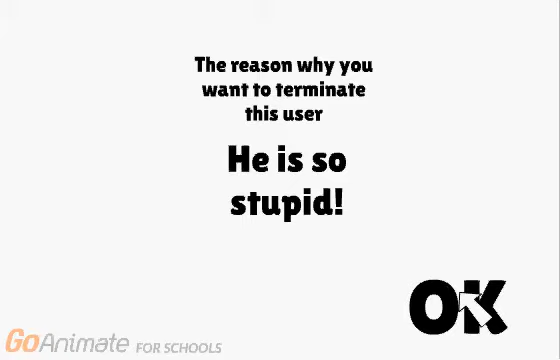 The reason why you
want to terminate
this user
He is so
stupid!
OK
GoAnimate FOR SCHOOLS